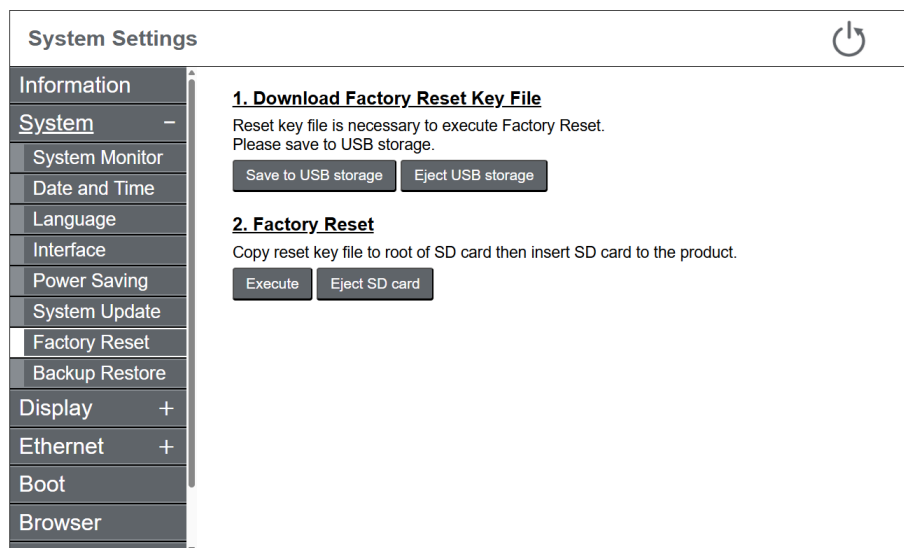 System Settings
Information
System −
System Monitor
Date and Time
Language
Interface
Power Saving
System Update
Factory Reset
Backup Restore
Display +
Ethernet +
Boot
Browser
1. Download Factory Reset Key File
Reset key file is necessary to execute Factory Reset.
Please save to USB storage.
Save to USB storage Eject USB storage
2. Factory Reset
Copy reset key file to root of SD card then insert SD card to the product.
Execute Eject SD card